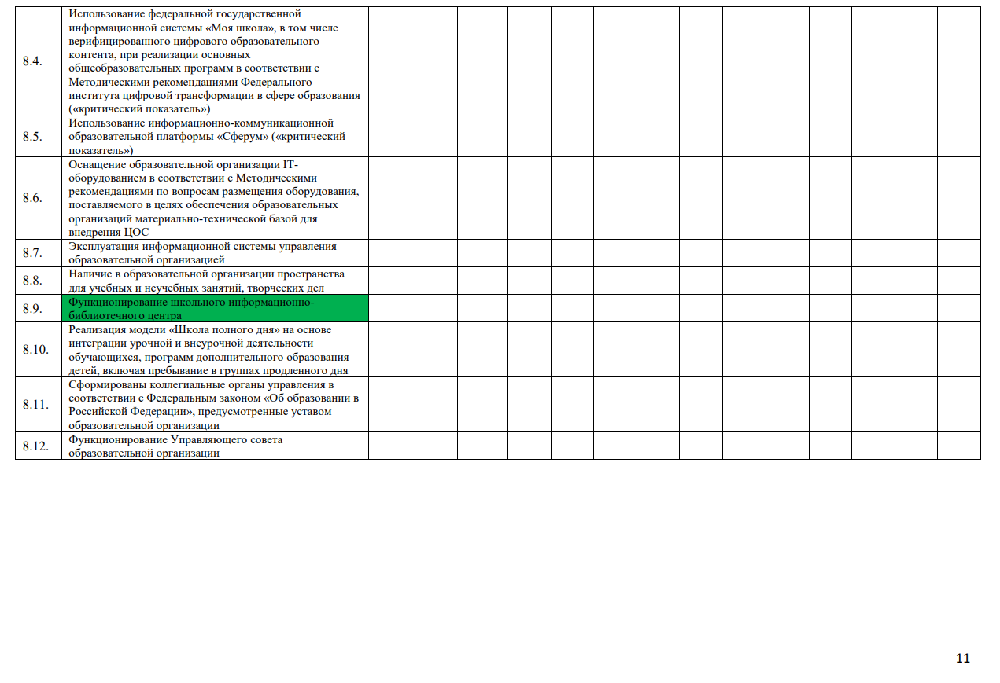 Использование федеральной государственной
информационной системы «Моя школа», в том числе
верифицированного цифрового образовательного
контента, при реализации основных
8.4.
общеобразовательных программ в соответствии с
Методическими рекомендациями Федерального
института цифровой трансформации в сфере образования
(«критический показатель»)
Использование информационно-коммуникационной
8.5.
образовательной платформы «Сферум» («критический
показатель»)
Оснащение образовательной организации IT-
оборудованием в соответствии с Методическими
рекомендациями по вопросам размещения оборудования,
8.6.
поставляемого в целях обеспечения образовательных
организаций материально-технической базой для
внедрения ЦОС
8.7.
Эксплуатация информационной системы управления
образовательной организацией
8.8.
Наличие в образовательной организации пространства
для учебных и неучебных занятий, творческих дел
8.9.
Функционирование школьного информационно-
библиотечного центра
Реализация модели «Школа полного дня» на основе
интеграции урочной и внеурочной деятельности
8.10.
обучающихся, программ дополнительного образования
детей, включая пребывание в группах продленного дня
Сформированы коллегиальные органы управления в
соответствии с Федеральным законом «Об образовании в
8.11.
Российской Федерации», предусмотренные уставом
образовательной организации
8.12.
Функционирование Управляющего совета
образовательной организации
11